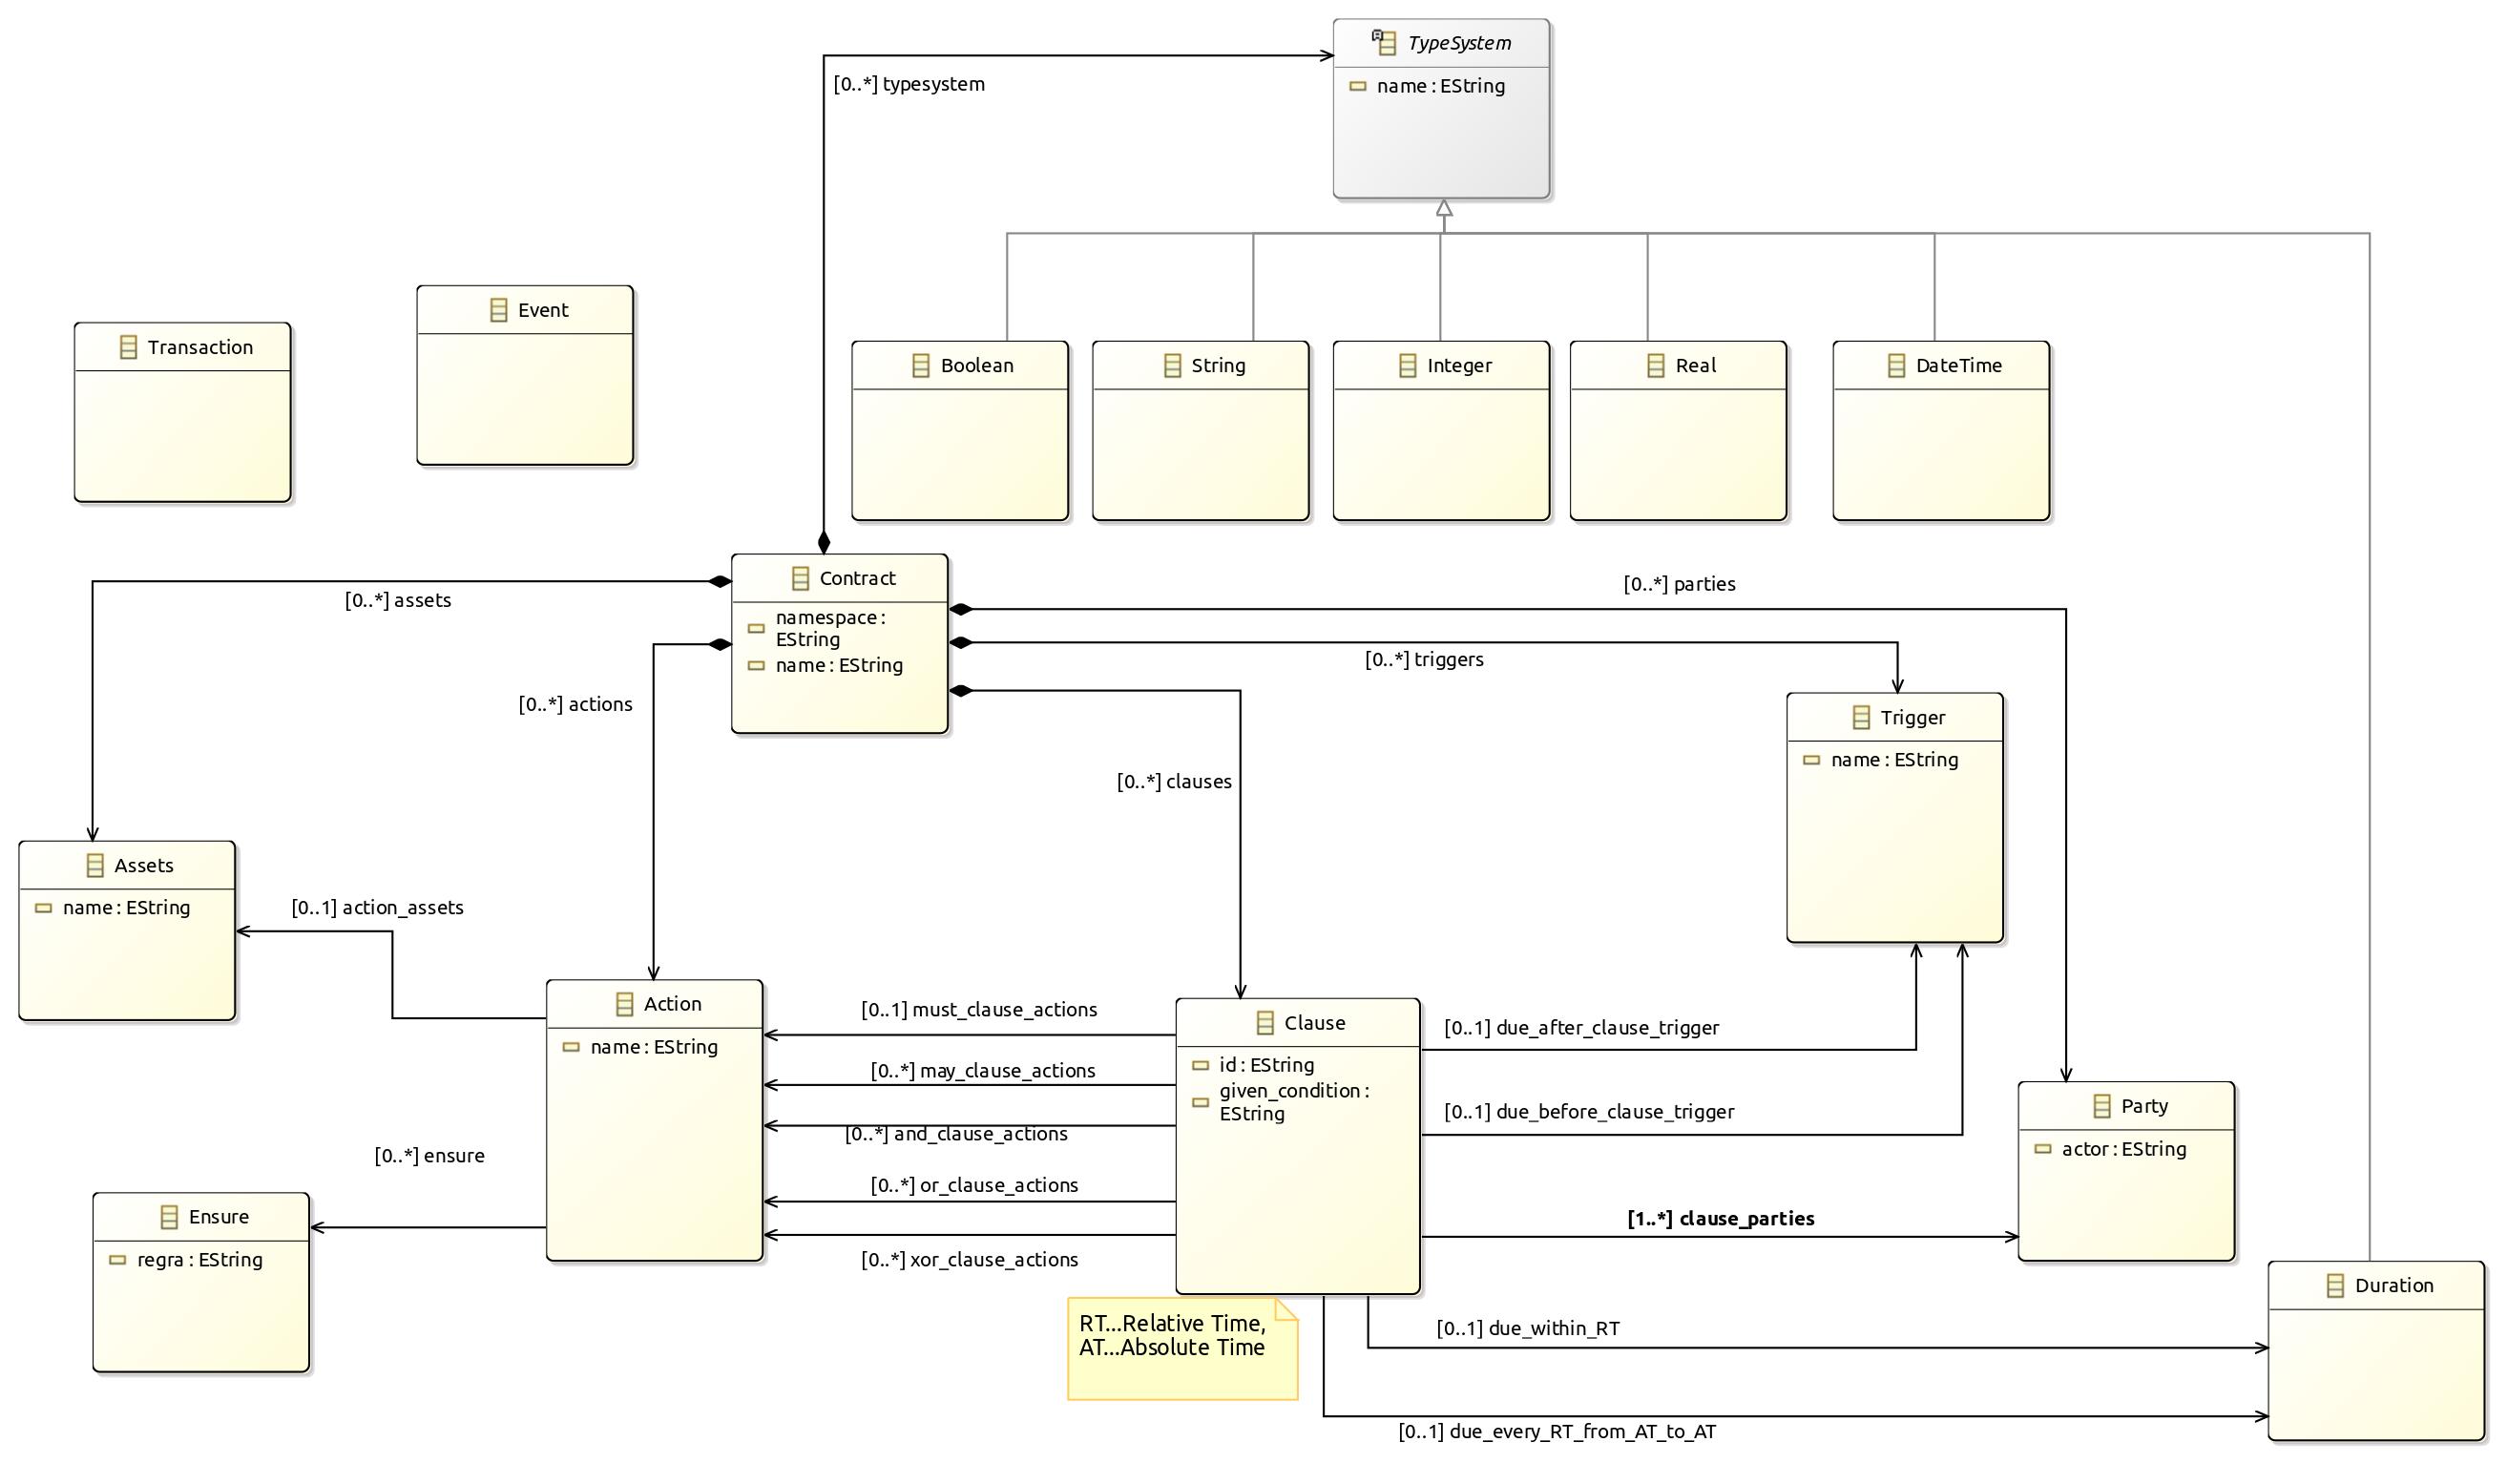 TypeSystem
name : EString
[0..*] typesystem
Event
Transaction
Boolean
String
Integer
Real
DateTime
Contract
namespace :
EString
name : EString
[0..*] assets
[0..*] parties
[0..*] triggers
[0..*] actions
[0..*] clauses
Trigger
name : EString
Assets
name : EString
[0..1] action_assets
Action
name : EString
[0..1] must_clause_actions
[0..*] may_clause_actions
[0..*] and_clause_actions
[0..*] or_clause_actions
[0..*] xor_clause_actions
Clause
id : EString
given_condition :
EString
[0..1] due_after_clause_trigger
[0..1] due_before_clause_trigger
[1..*] clause_parties
Party
actor : EString
[0..*] ensure
Ensure
regra : EString
RT...Relative Time,
AT...Absolute Time
[0..1] due_within_RT
[0..1] due_every_RT_from_AT_to_AT
Duration